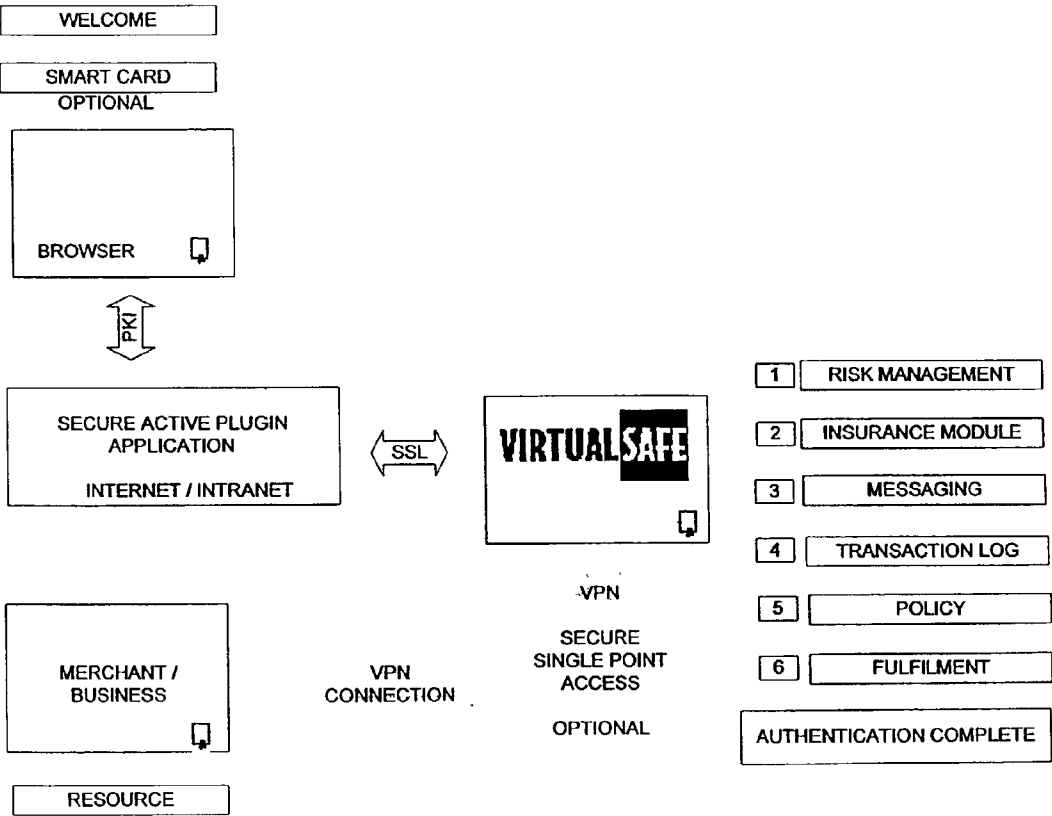 WELCOME
SMART CARD
OPTIONAL
BROWSER
PKI
SECURE ACTIVE PLUGIN
APPLICATION
INTERNET / INTRANET
SSL
VIRTUALSAFE
MERCHANT /
BUSINESS
RESOURCE
VPN
CONNECTION
VPN
SECURE
SINGLE POINT
ACCESS
OPTIONAL
1 RISK MANAGEMENT
2 INSURANCE MODULE
3 MESSAGING
4 TRANSACTION LOG
5 POLICY
6 FULFILMENT
AUTHENTICATION COMPLETE